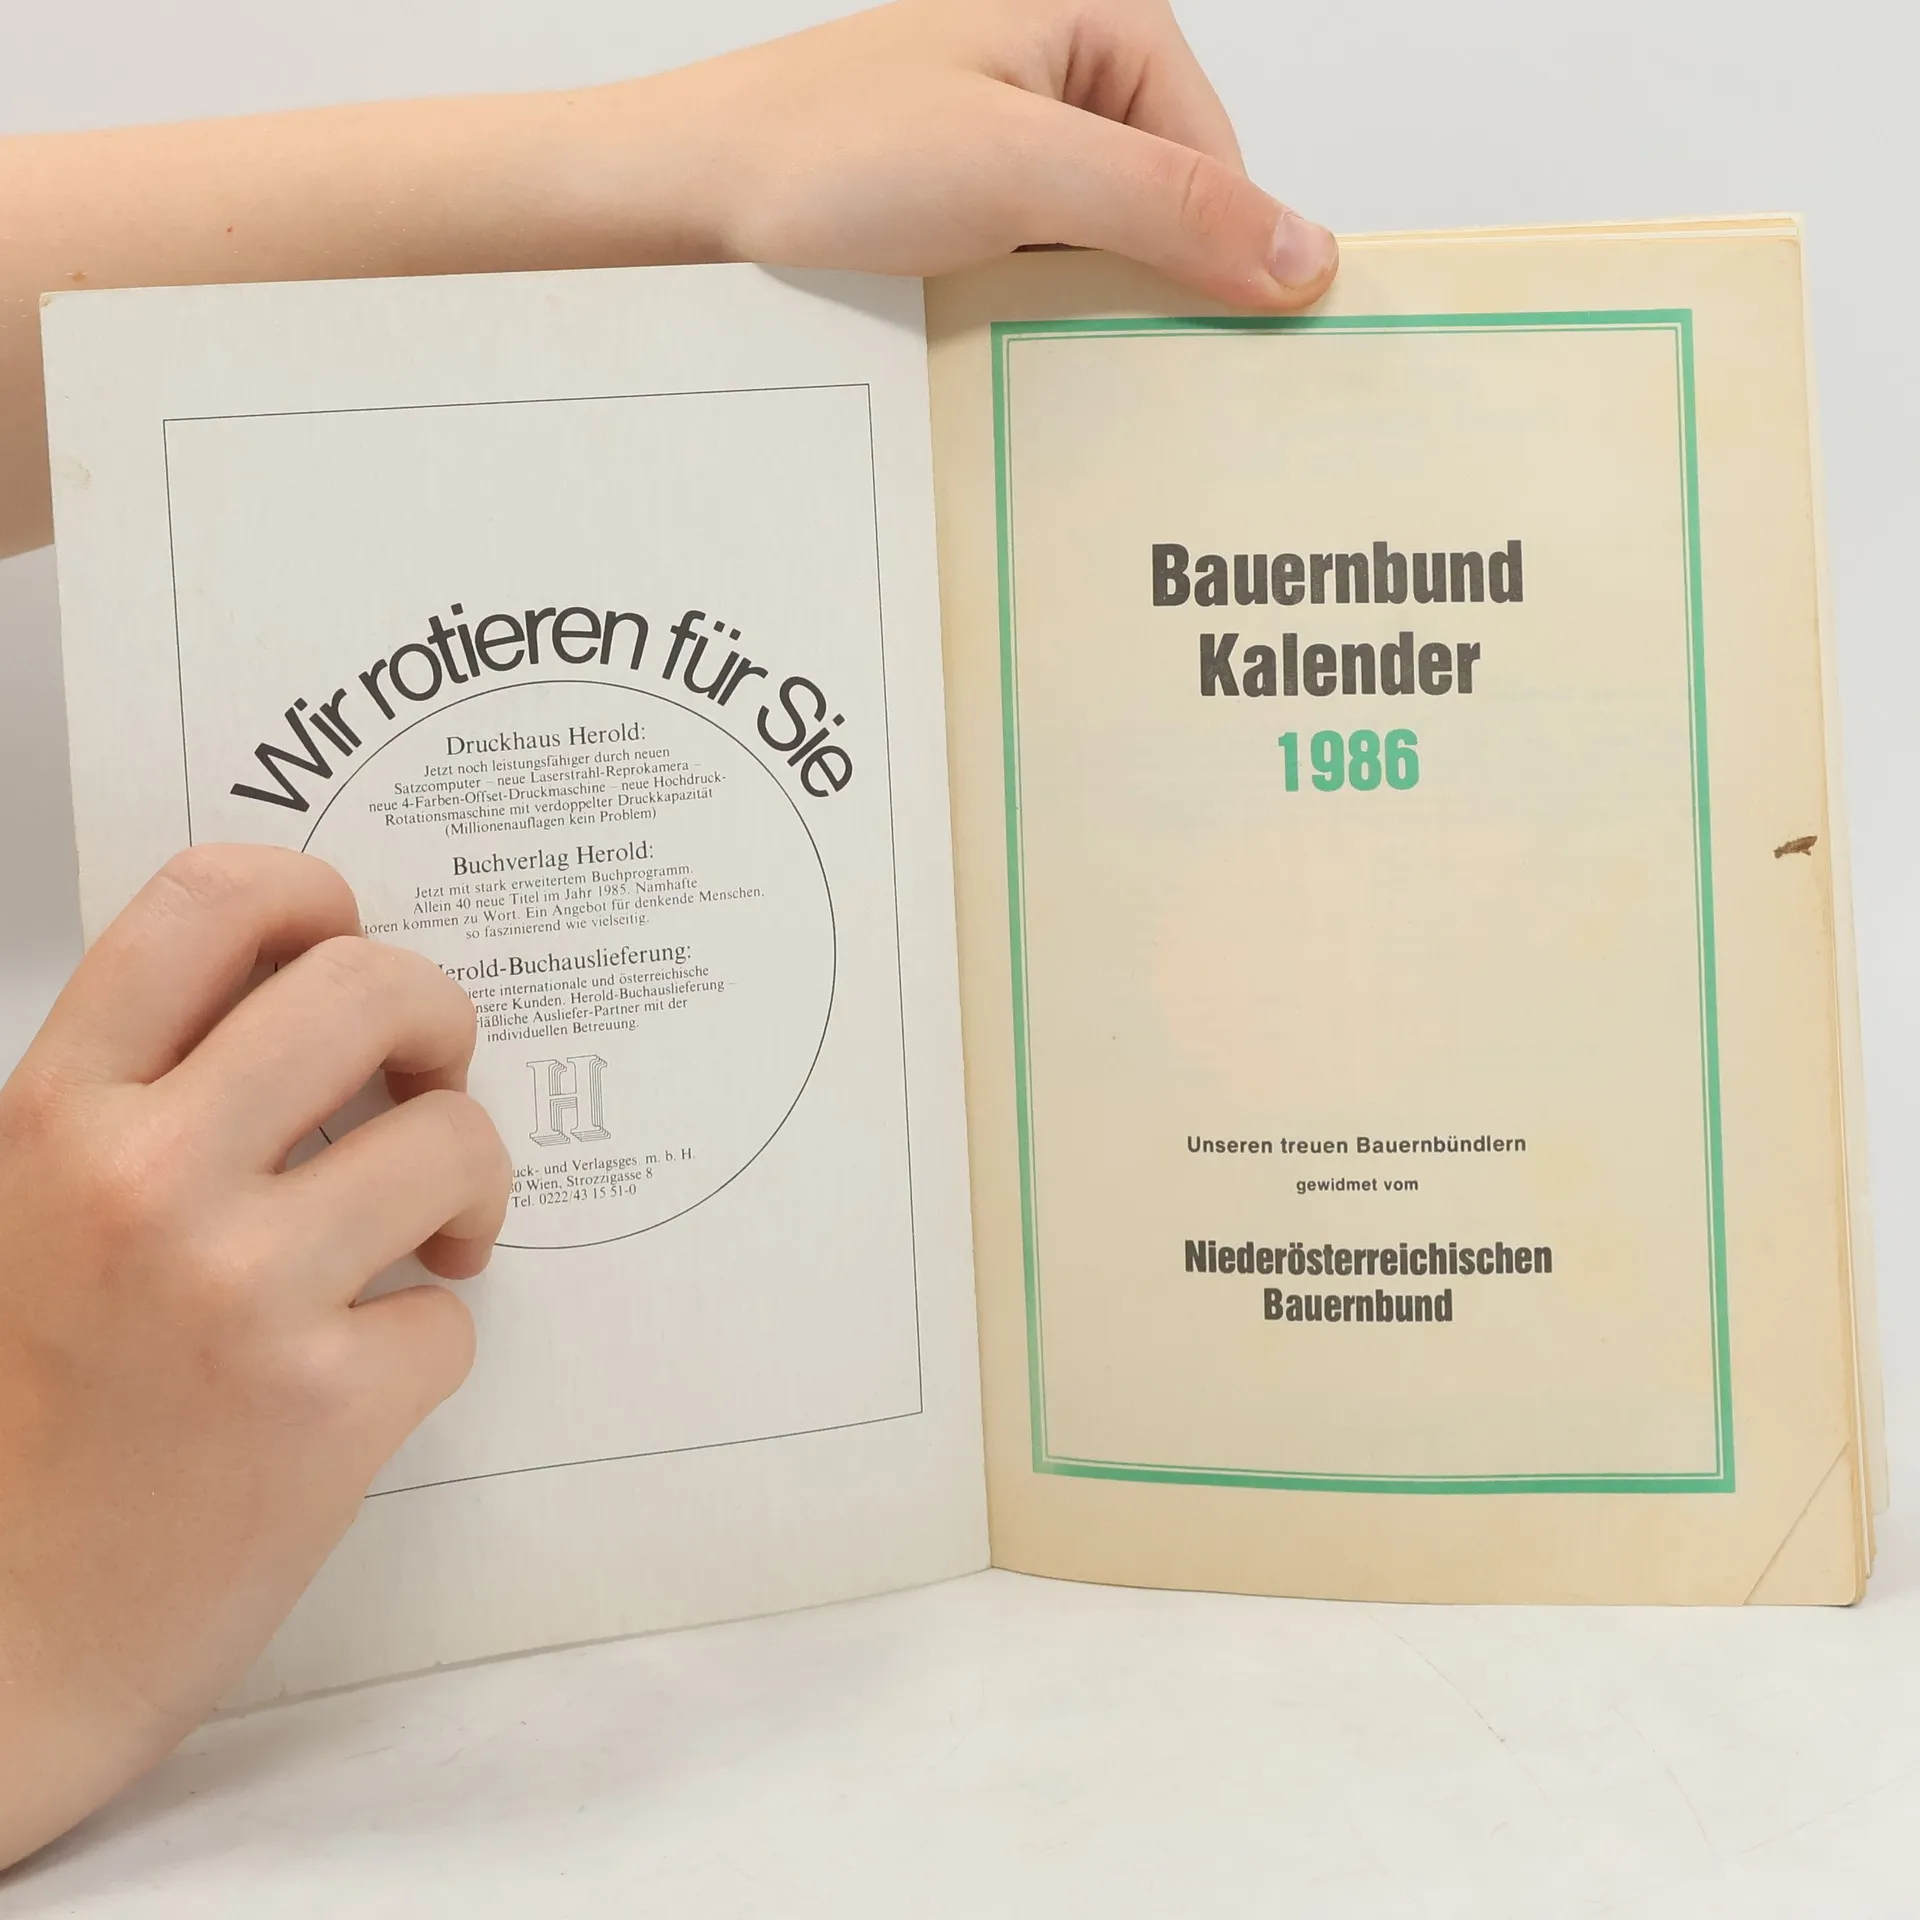 Wir rotieren für Sie
Druckhaus Herold:
Jetzt noch leistungsfähiger durch neuen
Satzcomputer – neue Laserstrahl-Reprokamera –
neue 4-Farben-Offset-Druckmaschine – neue Hochdruck-
Rotationsmaschine mit verdoppelter Druckkapazität
(Millionenauflagen kein Problem)
Buchverlag Herold:
Jetzt mit stark erweitertem Buchprogramm.
Allein 40 neue Titel im Jahr 1985. Namhafte
kommen zu Wort. Ein Angebot für denkende Menschen,
so faszinierend wie vielseitig.
Herold-Buchauslieferung:
internationale und österreichische
Kunden. Herold-Buchauslieferung –
Ausliefer-Partner mit der
individuellen Betreuung.
H
und Verlagsges. m. b. H.
Wien, Strozzigasse 8
Tel. 0222/43 15 51-0
Bauernbund
Kalender
1986
Unseren treuen Bauernbündlern
gewidmet vom
Niederösterreichischen
Bauernbund